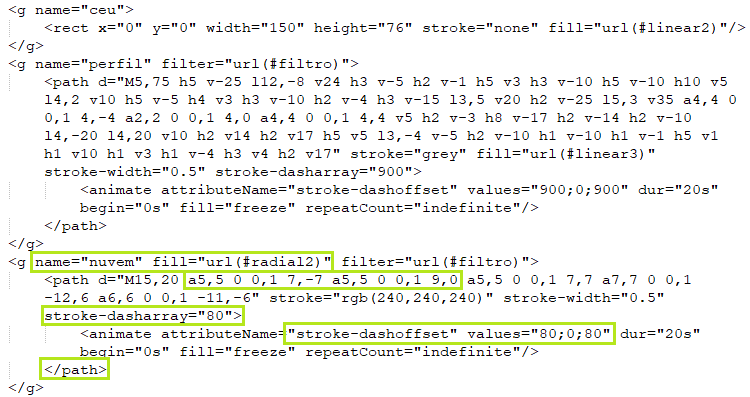 <g name="ceu">
<rect x="0" y="0" width="150" height="76" stroke="none" fill="url(#linear2)"/>
</g>
<g name="perfil" filter="url(#filtro)">
<path d="M5,75 h5 v-25 l12,-8 v24 h3 v-5 h2 v-1 h5 v3 h3 v-10 h5 v-10 h10 v5
l4,2 v10 h5 v-5 h4 v3 h3 v-10 h2 v-4 h3 v-15 l3,5 v20 h2 v-25 l5,3 v35 a4,4 0
0,1 4,-4 a2,2 0 0,1 4,0 a4,4 0 0,1 4,4 v5 h2 v-3 h8 v-17 h2 v-14 h2 v-10
l4,-20 l4,20 v10 h2 v14 h2 v17 h5 v5 l3,-4 v-5 h2 v-10 h1 v-10 h1 v-1 h5 v1
h1 v10 h1 v3 h1 v-4 h3 v4 h2 v17" stroke="grey" fill="url(#linear3)"
stroke-width="0.5" stroke-dasharray="900">
<animate attributeName="stroke-dashoffset" values="900;0;900" dur="20s"
begin="0s" fill="freeze" repeatCount="indefinite"/>
</path>
</g>
<g name="nuvem" fill="url(#radial2)" filter="url(#filtro)">
<path d="M15,20 a5,5 0 0,1 7,-7 a5,5 0 0,1 9,0 a5,5 0 0,1 7,7 a7,7 0 0,1
-12,6 a6,6 0 0,1 -11,-6" stroke="rgb(240,240,240)" stroke-width="0.5"
stroke-dasharray="80">
<animate attributeName="stroke-dashoffset" values="80;0;80" dur="20s"
begin="0s" fill="freeze" repeatCount="indefinite"/>
</path>
</g>